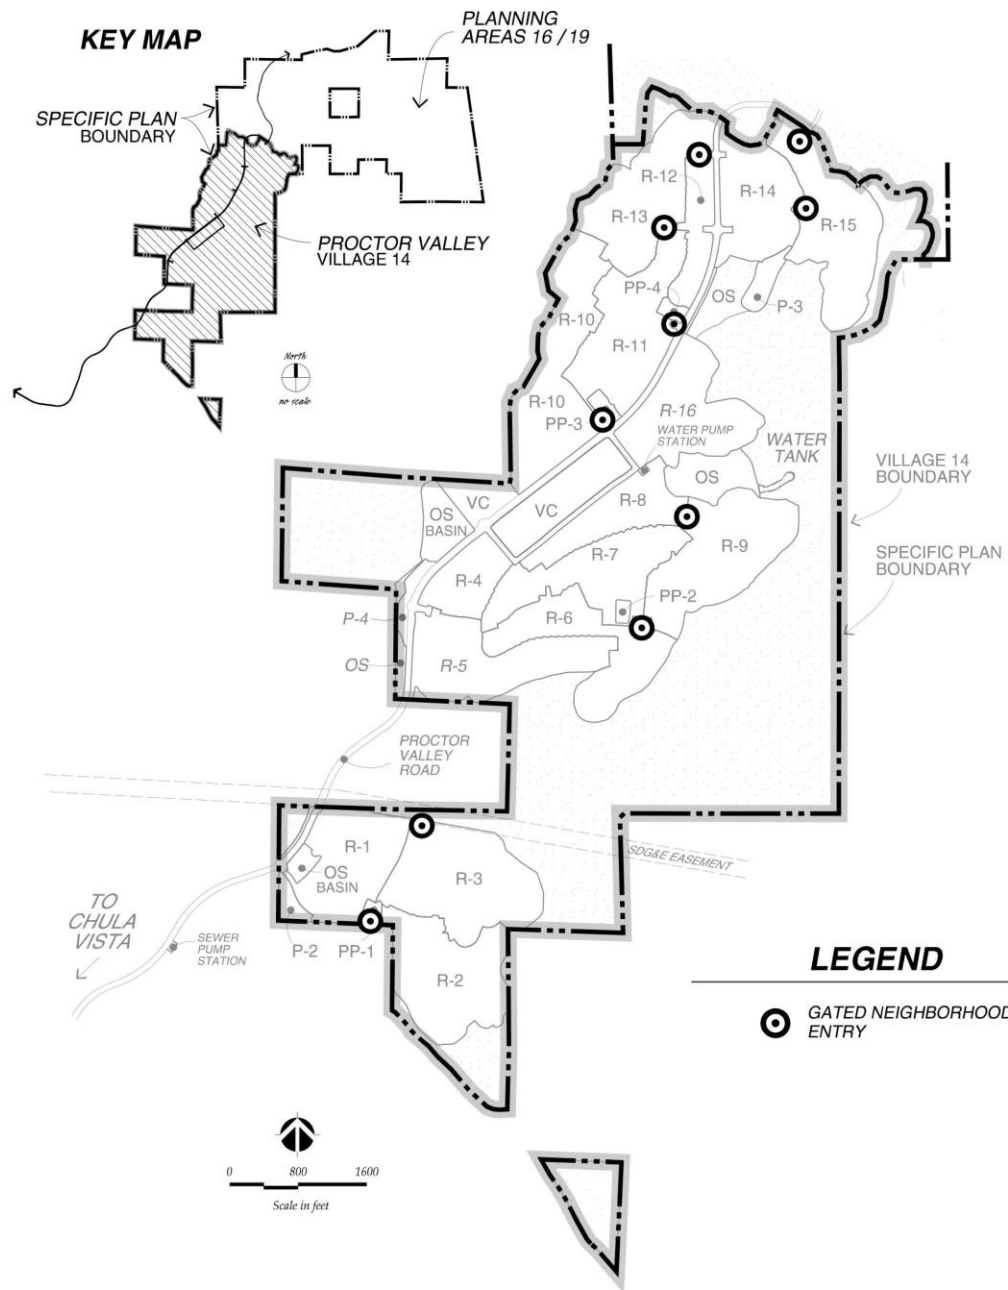 KEY MAP
PLANNING
AREAS 16 / 19
SPECIFIC PLAN
BOUNDARY
PROCTOR VALLEY
VILLAGE 14
North
no scale
R-12
R-14
R-13
R-15
PP-4
OS
P-3
R-10
R-11
R-10
PP-3
R-16
WATER PUMP
STATION
WATER
TANK
VILLAGE 14
BOUNDARY
OS
BASIN
VC
VC
R-8
OS
R-7
R-9
SPECIFIC PLAN
BOUNDARY
R-4
PP-2
P-4
R-6
OS
R-5
PROCTOR
VALLEY
ROAD
R-1
SDG&E EASEMENT
OS
BASIN
R-3
TO
CHULA
VISTA
SEWER
PUMP
STATION
P-2
PP-1
R-2
LEGEND
GATED NEIGHBORHOOD
ENTRY
0 800 1600
Scale in feet